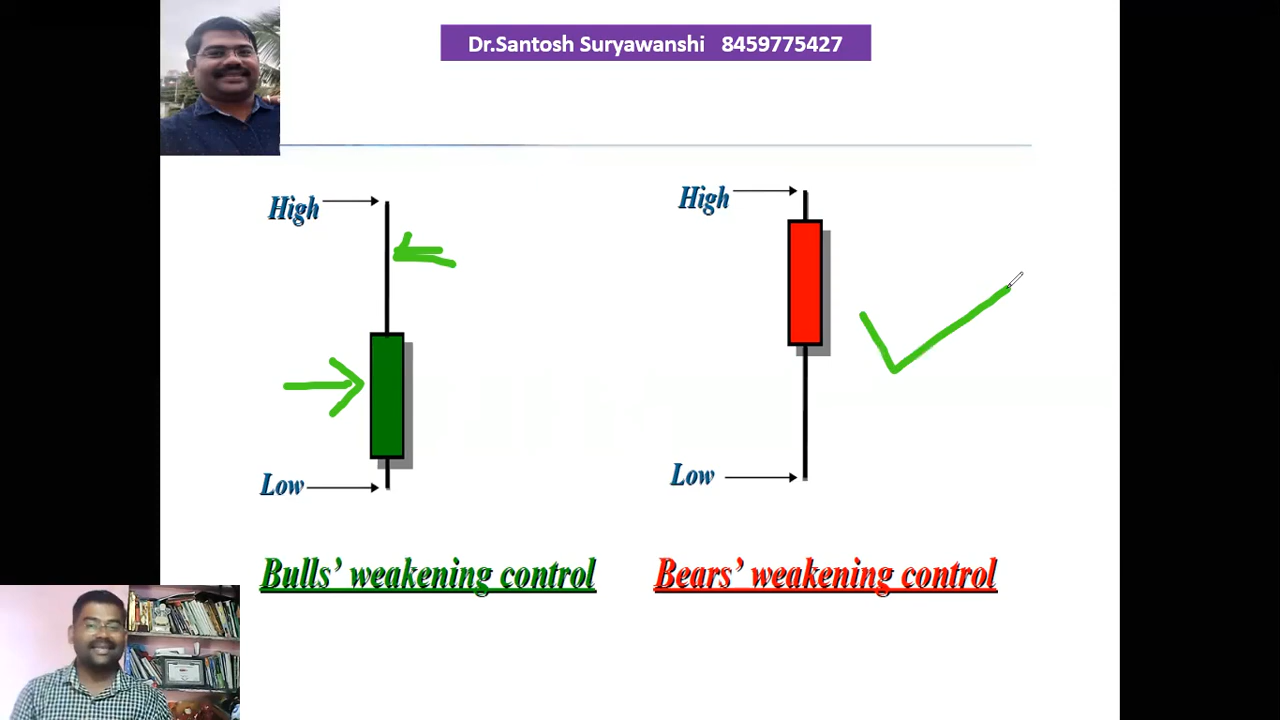 Dr.Santosh Suryawanshi 8459775427
High
High
Low
Low
Bulls’ weakening control
Bears’ weakening control